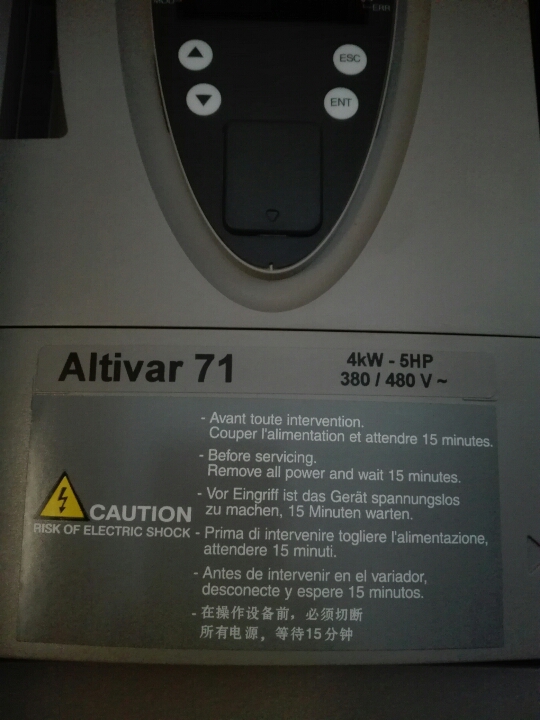 ERR
ESC
ENT
Altivar 71
4kW - 5HP
380 / 480 V ~
- Avant toute intervention.
Couper l'alimentation et attendre 15 minutes.
- Before servicing.
Remove all power and wait 15 minutes.
- Vor Eingriff ist das Gerät spannungslos
zu machen, 15 Minuten warten.
CAUTION
RISK OF ELECTRIC SHOCK
- Prima di intervenire togliere l'alimentazione,
attendere 15 minuti.
- Antes de intervenir en el variador,
desconecte y espere 15 minutos.
- 在操作设备前，必须切断
所有电源，等待15分钟